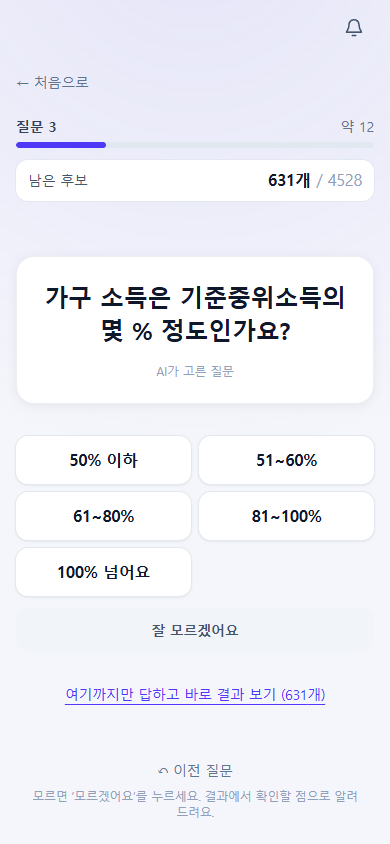 ← 처음으로
질문 3
약 12
남은 후보
631개 / 4528
가구 소득은 기준중위소득의
몇 % 정도인가요?
AI가 고른 질문
50% 이하
51~60%
61~80%
81~100%
100% 넘어요
잘 모르겠어요
여기까지만 답하고 바로 결과 보기 (631개)
↶ 이전 질문
모르면 '모르겠어요'를 누르세요. 결과에서 확인할 점으로 알려
드려요.